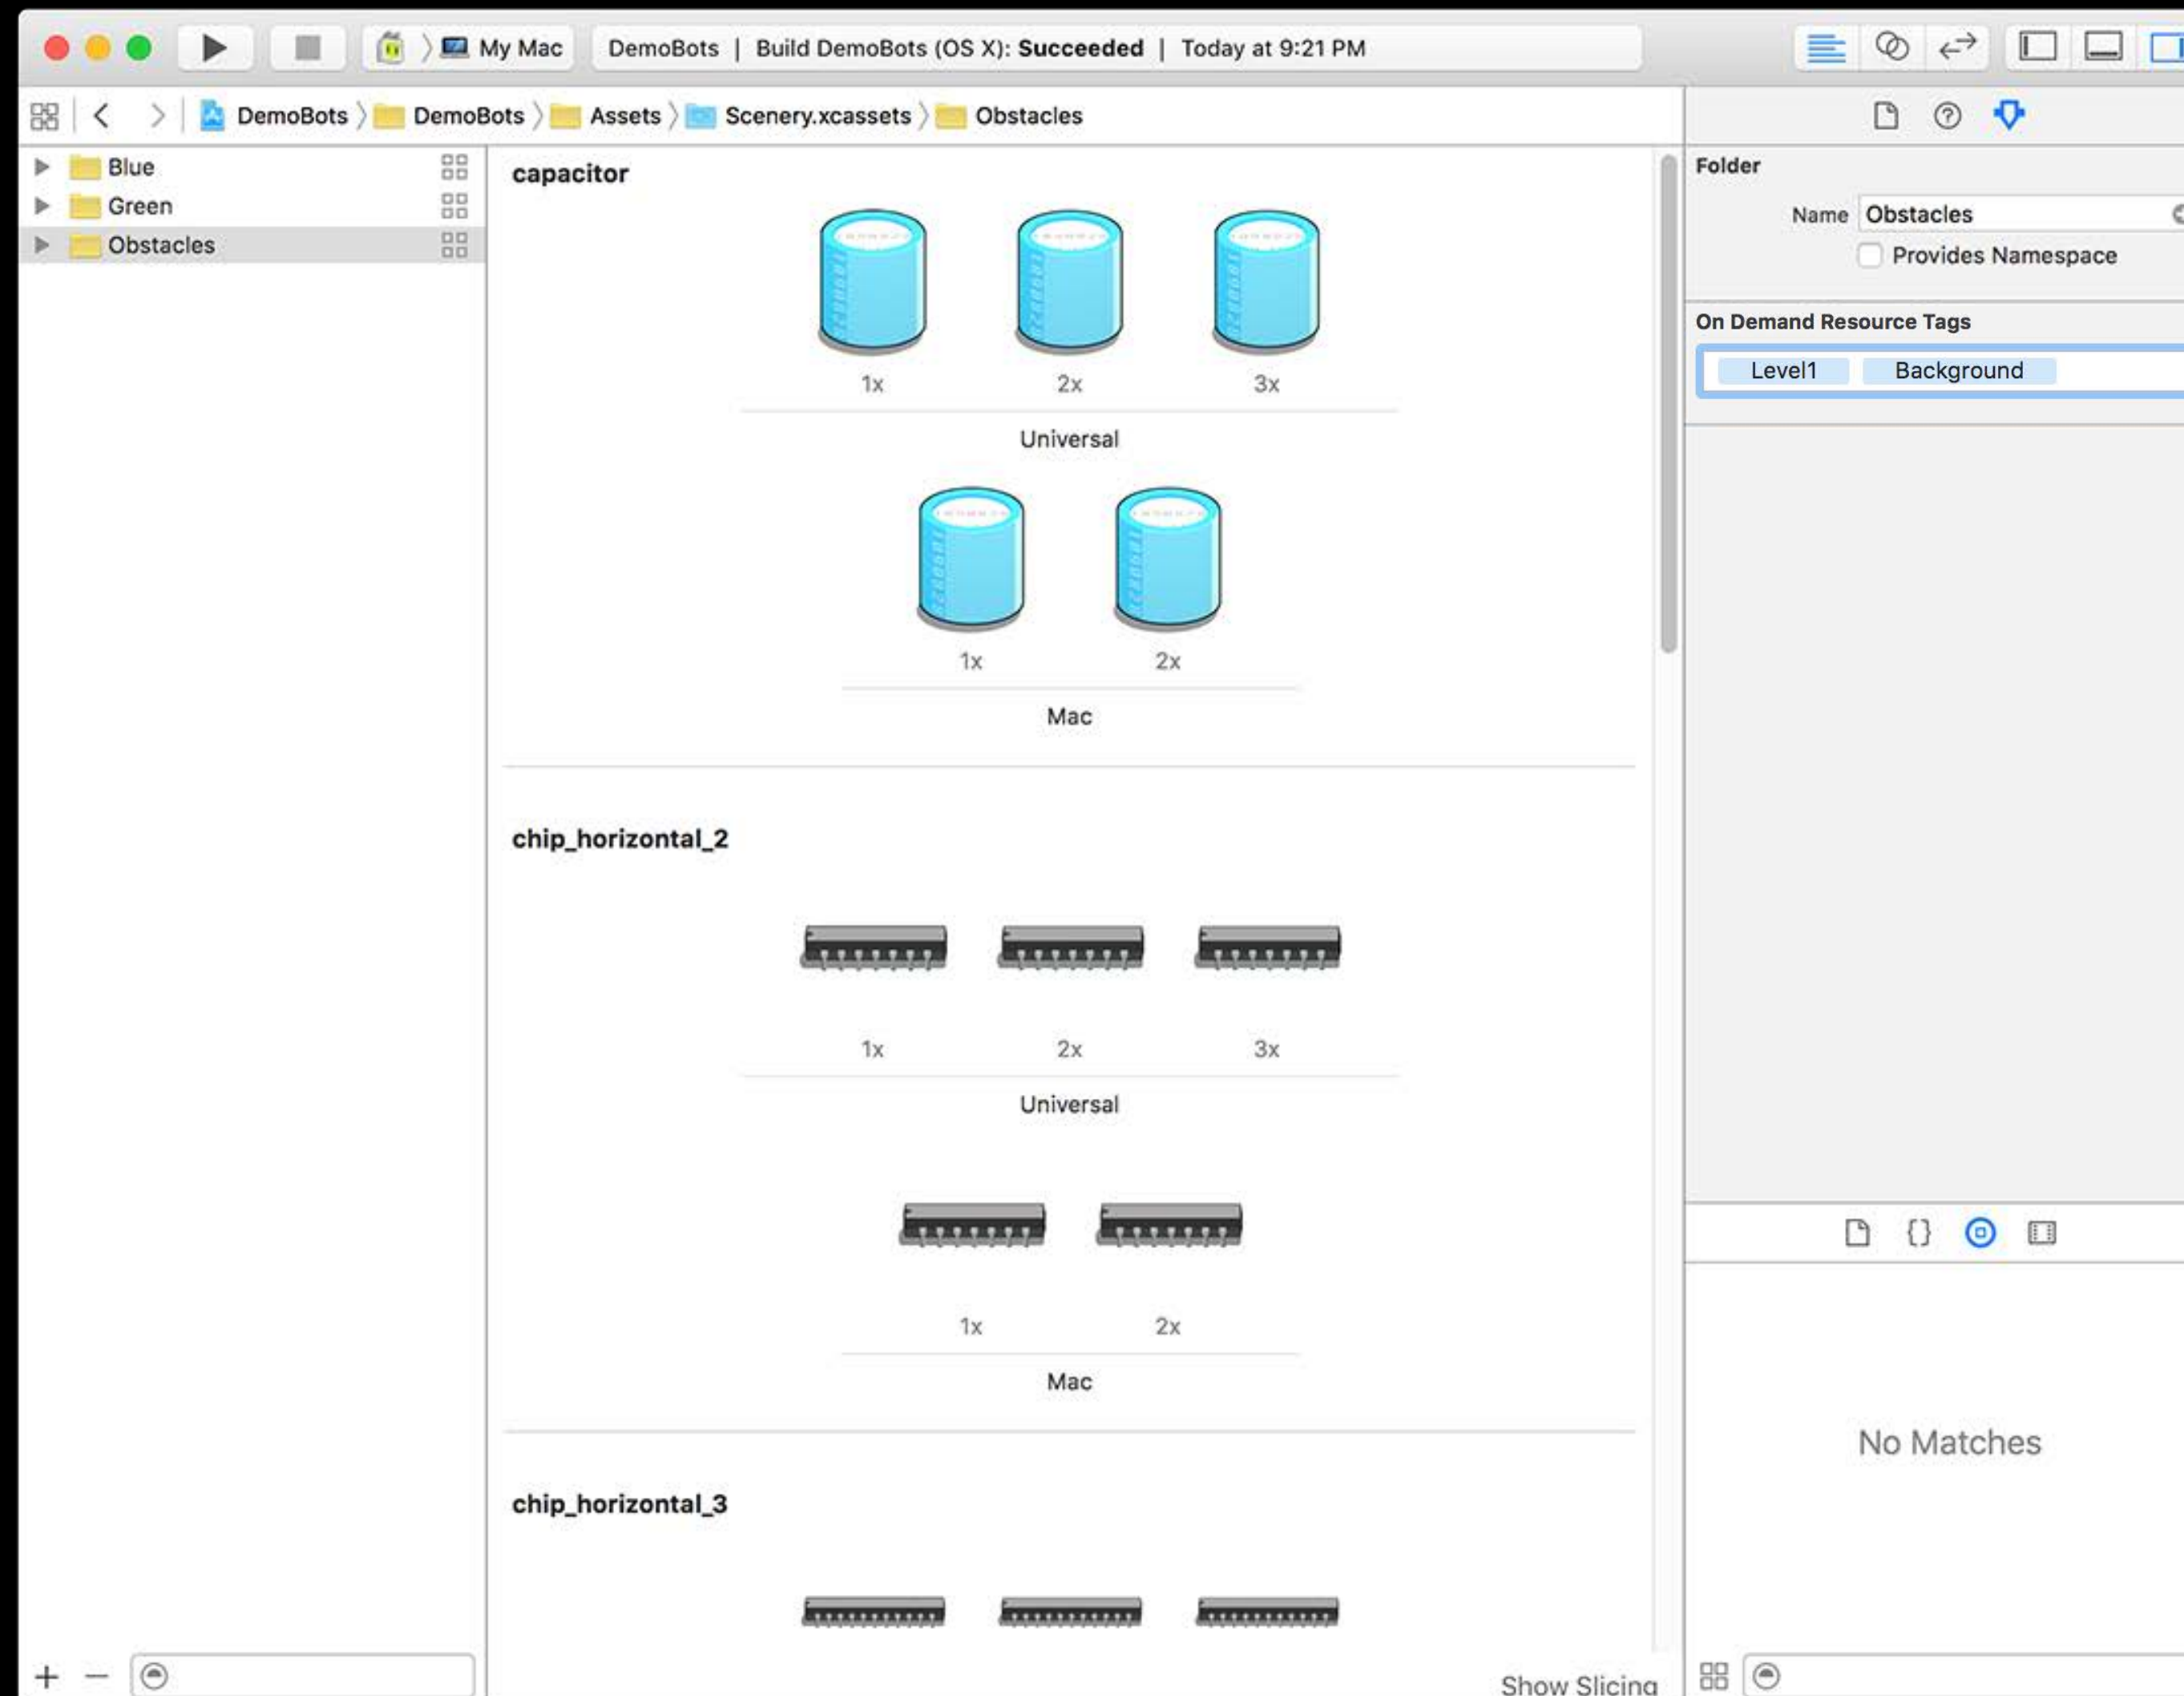 My Mac DemoBots | Build DemoBots (OS X): Succeeded | Today at 9:21 PM
DemoBots DemoBots Assets Scenery.xcassets Obstacles
Blue
Green
Obstacles
capacitor
1x 2x 3x
Universal
1x 2x
Mac
chip_horizontal_2
1x 2x 3x
Universal
1x 2x
Mac
chip_horizontal_3
Show Slicing
Folder
Name Obstacles
Provides Namespace
On Demand Resource Tags
Level1 Background
{}
No Matches